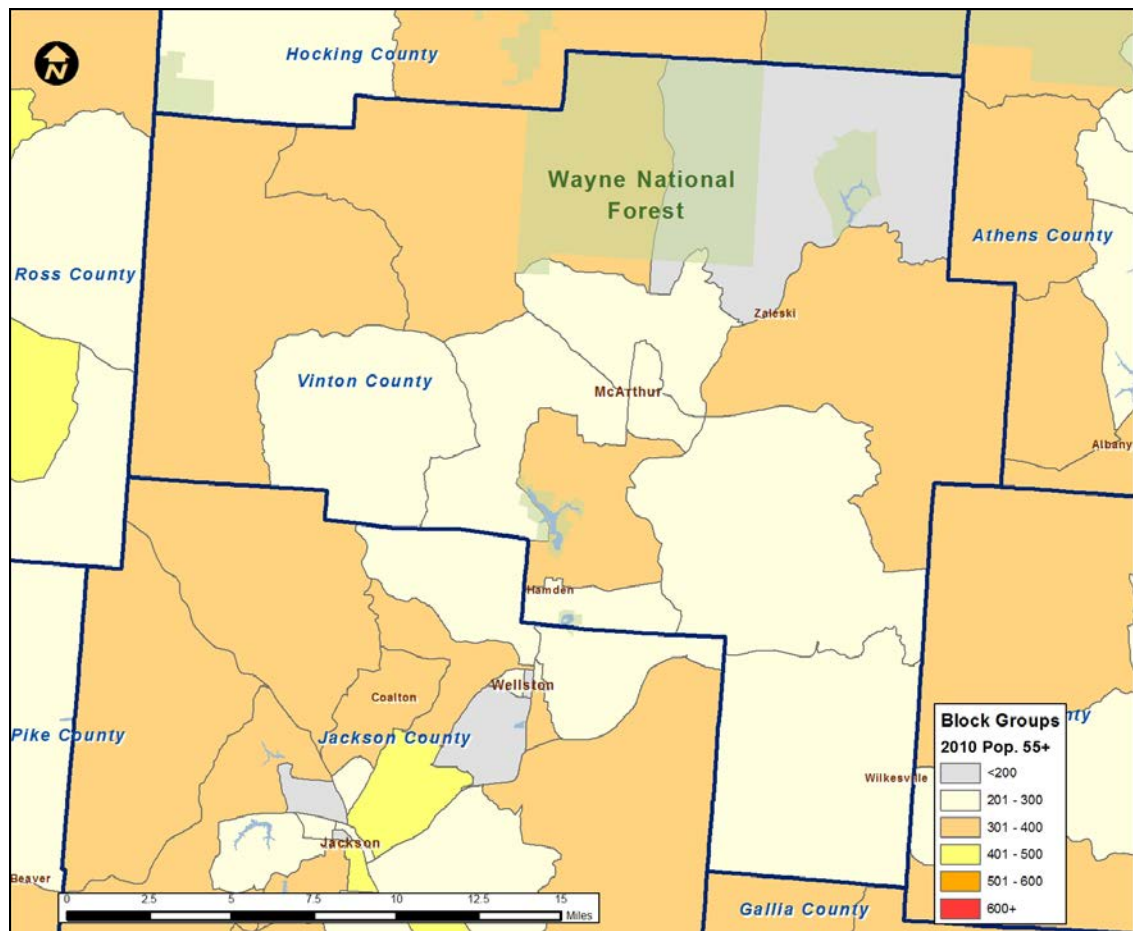 N
Hocking County
Wayne National
Forest
Athens County
Ross County
Zaleski
Vinton County
McArthur
Albany
Hamden
Wellston
Coalton
Pike County
Jackson County
Wilkesville
Jackson
Beaver
Gallia County
Block Groups
2010 Pop. 55+
<200
201 - 300
301 - 400
401 - 500
501 - 600
600+
0 2.5 5 7.5 10 12.5 15
Miles